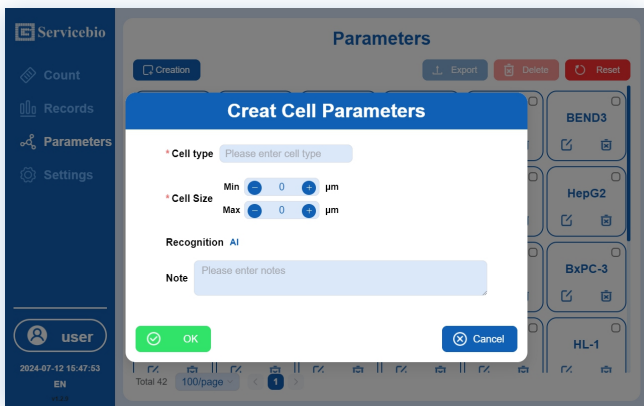 Servicebio
Parameters
Creation
Export
Delete
Reset
Count
Records
Parameters
Settings
Creat Cell Parameters
* Cell type Please enter cell type
* Cell Size
Min - 0 + μm
Max - 0 + μm
Recognition AI
Note Please enter notes
OK
Cancel
BEND3
HepG2
BxPC-3
HL-1
user
2024-07-12 15:47:53
EN
Total 42 100/page < 1 >